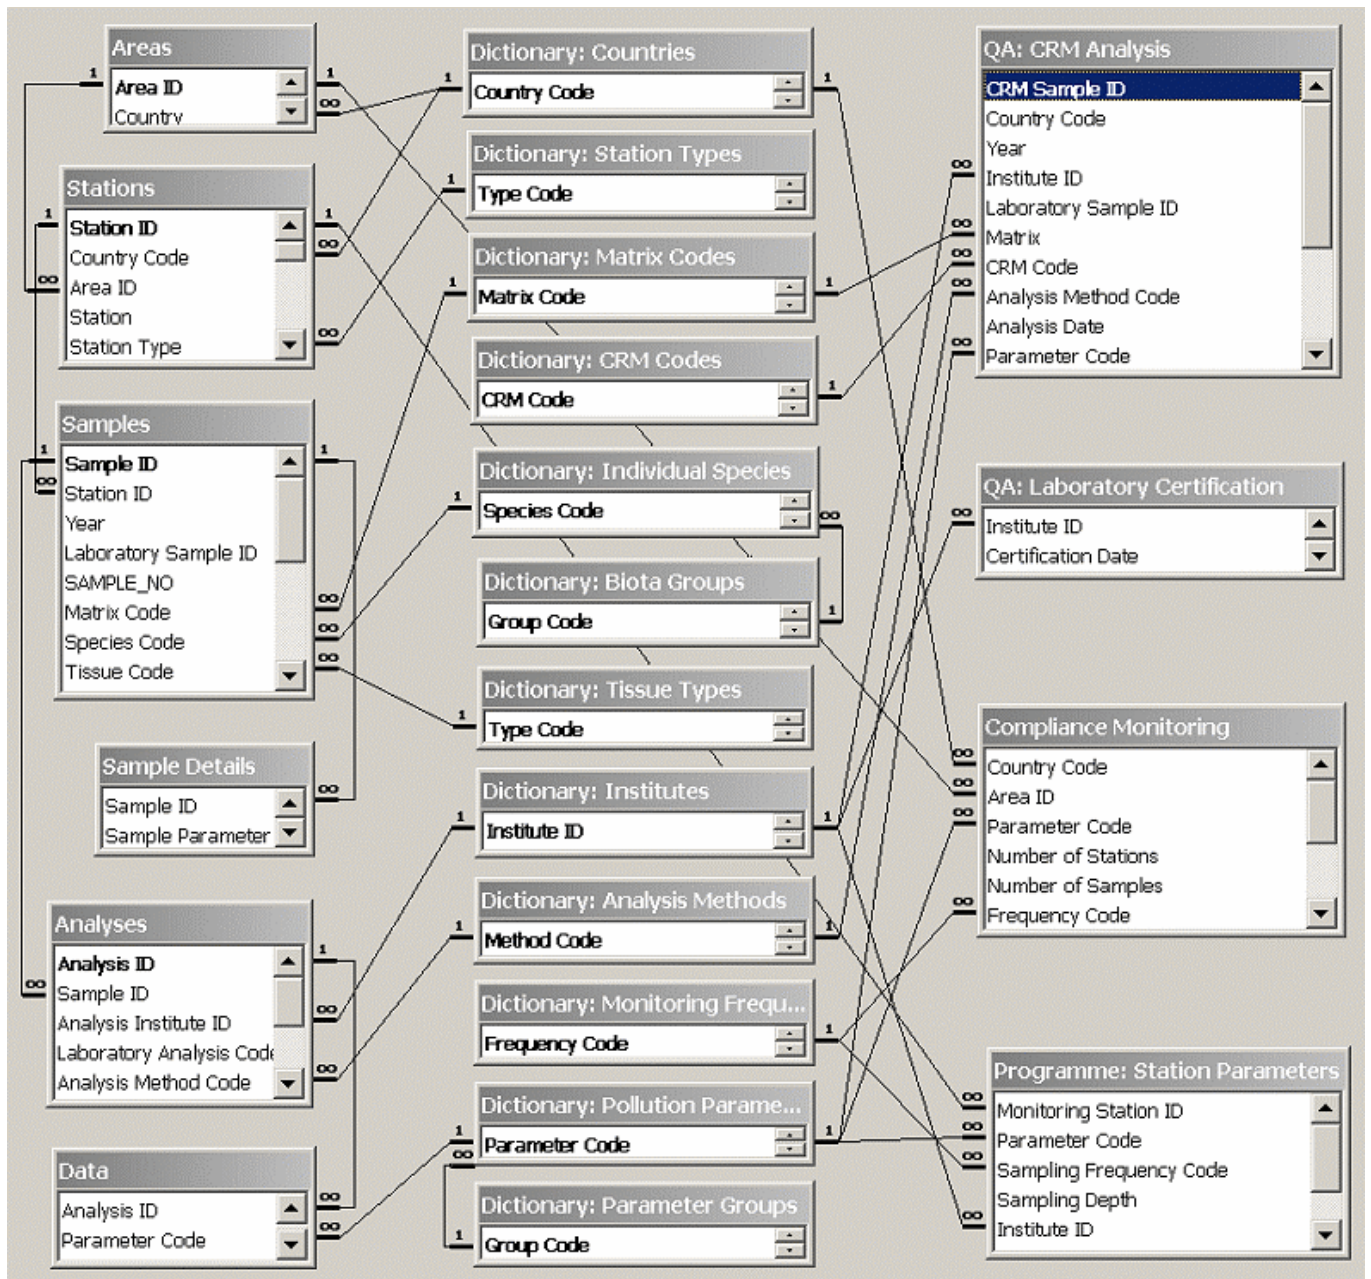 Areas
Area ID
Country
Stations
Station ID
Country Code
Area ID
Station
Station Type
Samples
Sample ID
Station ID
Year
Laboratory Sample ID
SAMPLE_NO
Matrix Code
Species Code
Tissue Code
Sample Details
Sample ID
Sample Parameter
Analyses
Analysis ID
Sample ID
Analysis Institute ID
Laboratory Analysis Code
Analysis Method Code
Data
Analysis ID
Parameter Code
Dictionary: Countries
Country Code
Dictionary: Station Types
Type Code
Dictionary: Matrix Codes
Matrix Code
Dictionary: CRM Codes
CRM Code
Dictionary: Individual Species
Species Code
Dictionary: Biota Groups
Group Code
Dictionary: Tissue Types
Type Code
Dictionary: Institutes
Institute ID
Dictionary: Analysis Methods
Method Code
Dictionary: Monitoring Frequ...
Frequency Code
Dictionary: Pollution Parame...
Parameter Code
Dictionary: Parameter Groups
Group Code
QA: CRM Analysis
CRM Sample ID
Country Code
Year
Institute ID
Laboratory Sample ID
Matrix
CRM Code
Analysis Method Code
Analysis Date
Parameter Code
QA: Laboratory Certification
Institute ID
Certification Date
Compliance Monitoring
Country Code
Area ID
Parameter Code
Number of Stations
Number of Samples
Frequency Code
Programme: Station Parameters
Monitoring Station ID
Parameter Code
Sampling Frequency Code
Sampling Depth
Institute ID